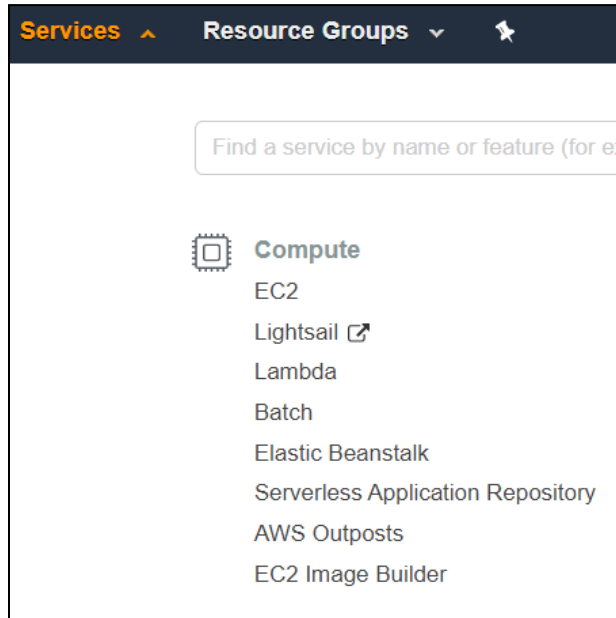 Services Resource Groups
Find a service by name or feature (for
Compute
EC2
Lightsail
Lambda
Batch
Elastic Beanstalk
Serverless Application Repository
AWS Outposts
EC2 Image Builder